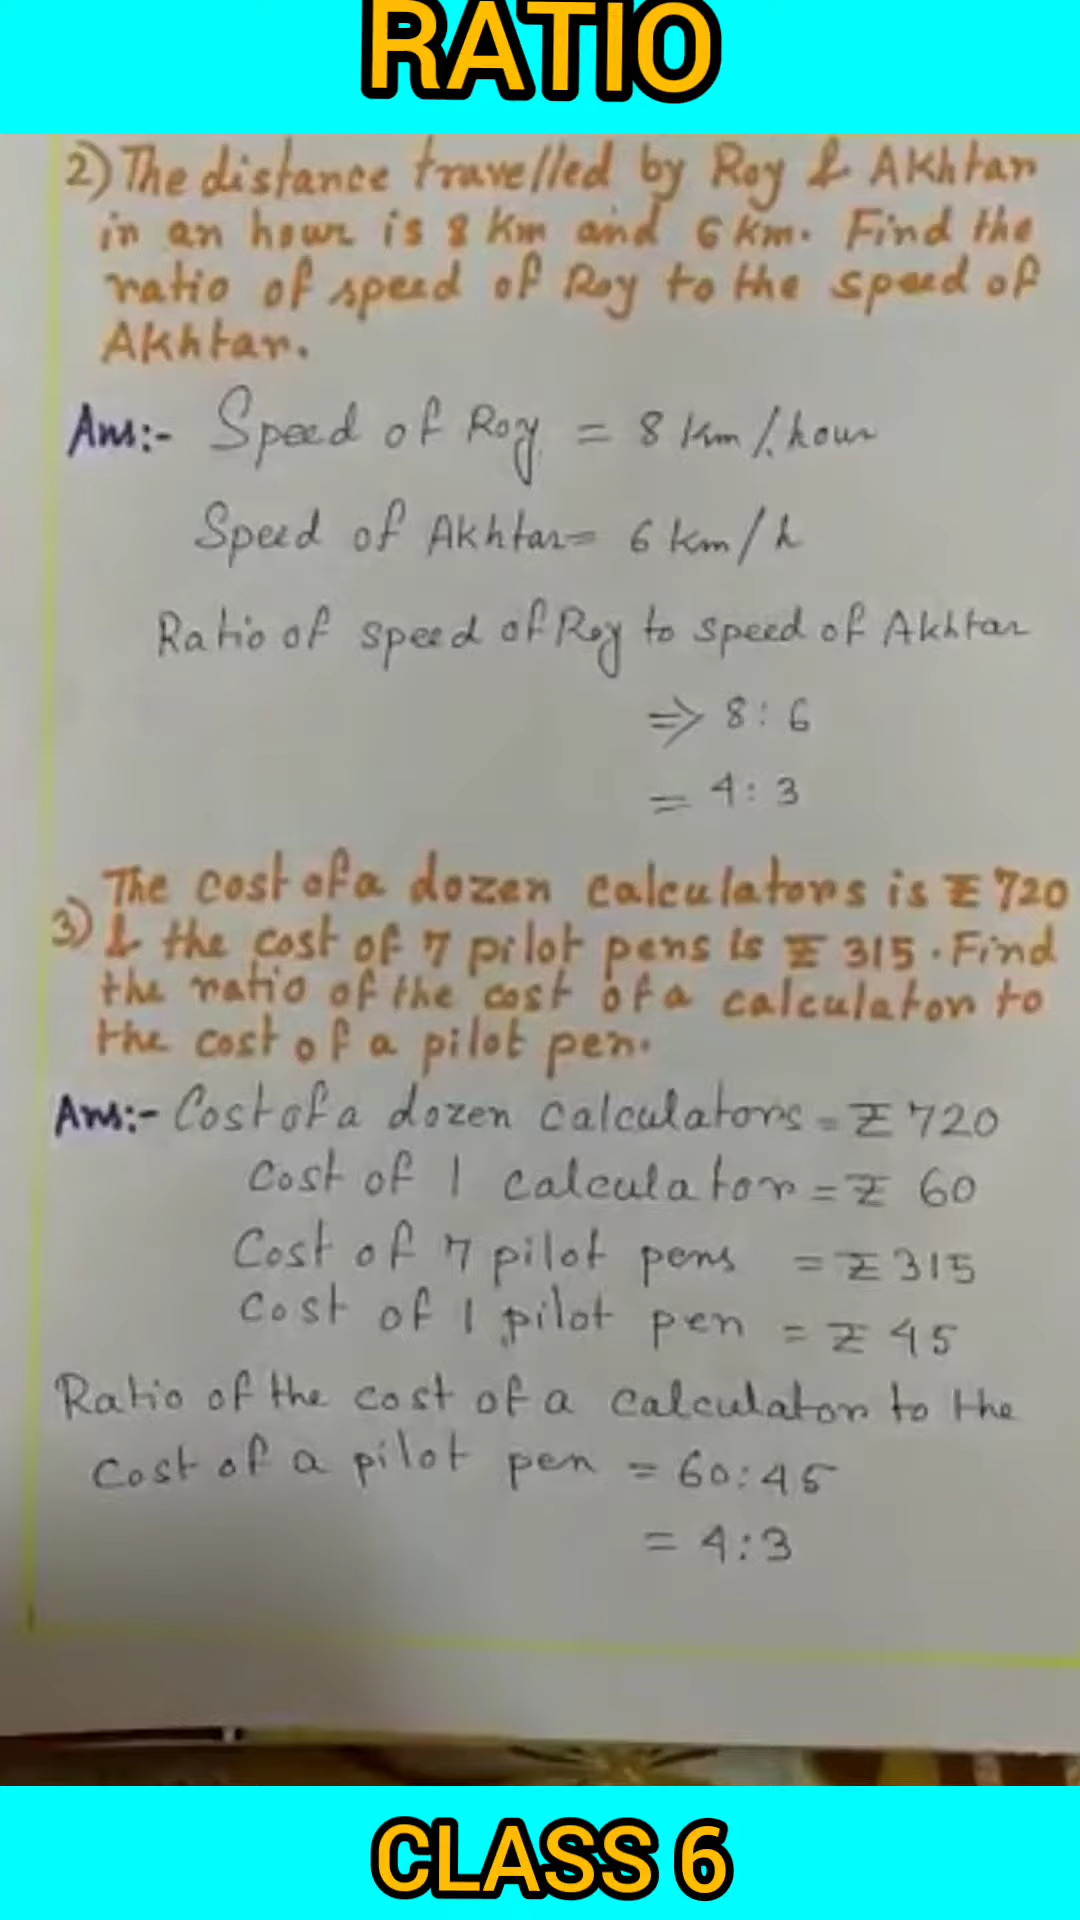 RATIO
2) The distance travelled by Roy & Akhtar
in an hour is 8 Km and 6 km. Find the
ratio of speed of Roy to the speed of
Akhtar.
Ans:- Speed of Roy = 8 km/hour
Speed of Akhtar= 6 km/h
Ratio of speed of Roy to speed of Akhtar
⇒ 8:6
= 4:3
The cost of a dozen calculators is ₹ 720
3) & the cost of 7 pilot pens is ₹ 315. Find
the ratio of the cost of a calculator to
the cost of a pilot pen.
Ans:- Cost of a dozen calculators = ₹ 720
Cost of 1 calculator = ₹ 60
Cost of 7 pilot pens = ₹ 315
Cost of 1 pilot pen = ₹ 45
Ratio of the cost of a calculator to the
cost of a pilot pen = 60:45
= 4:3
CLASS 6